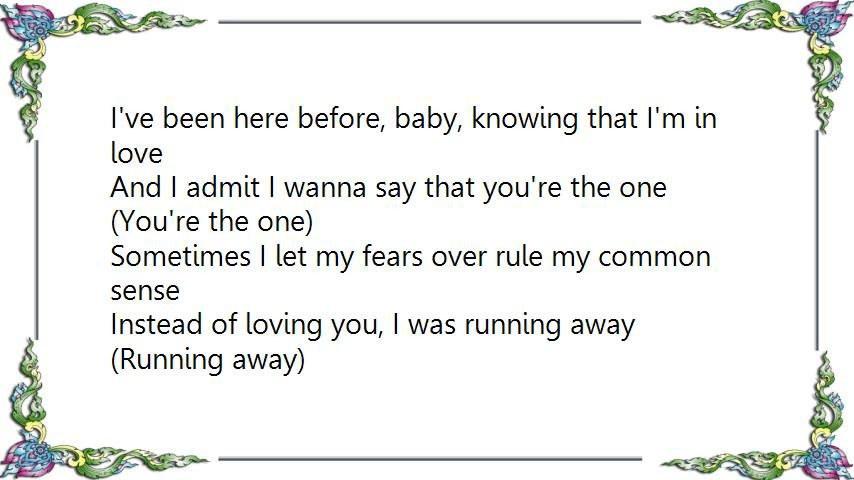 I've been here before, baby, knowing that I'm in
love
And I admit I wanna say that you're the one
(You're the one)
Sometimes I let my fears over rule my common
sense
Instead of loving you, I was running away
(Running away)